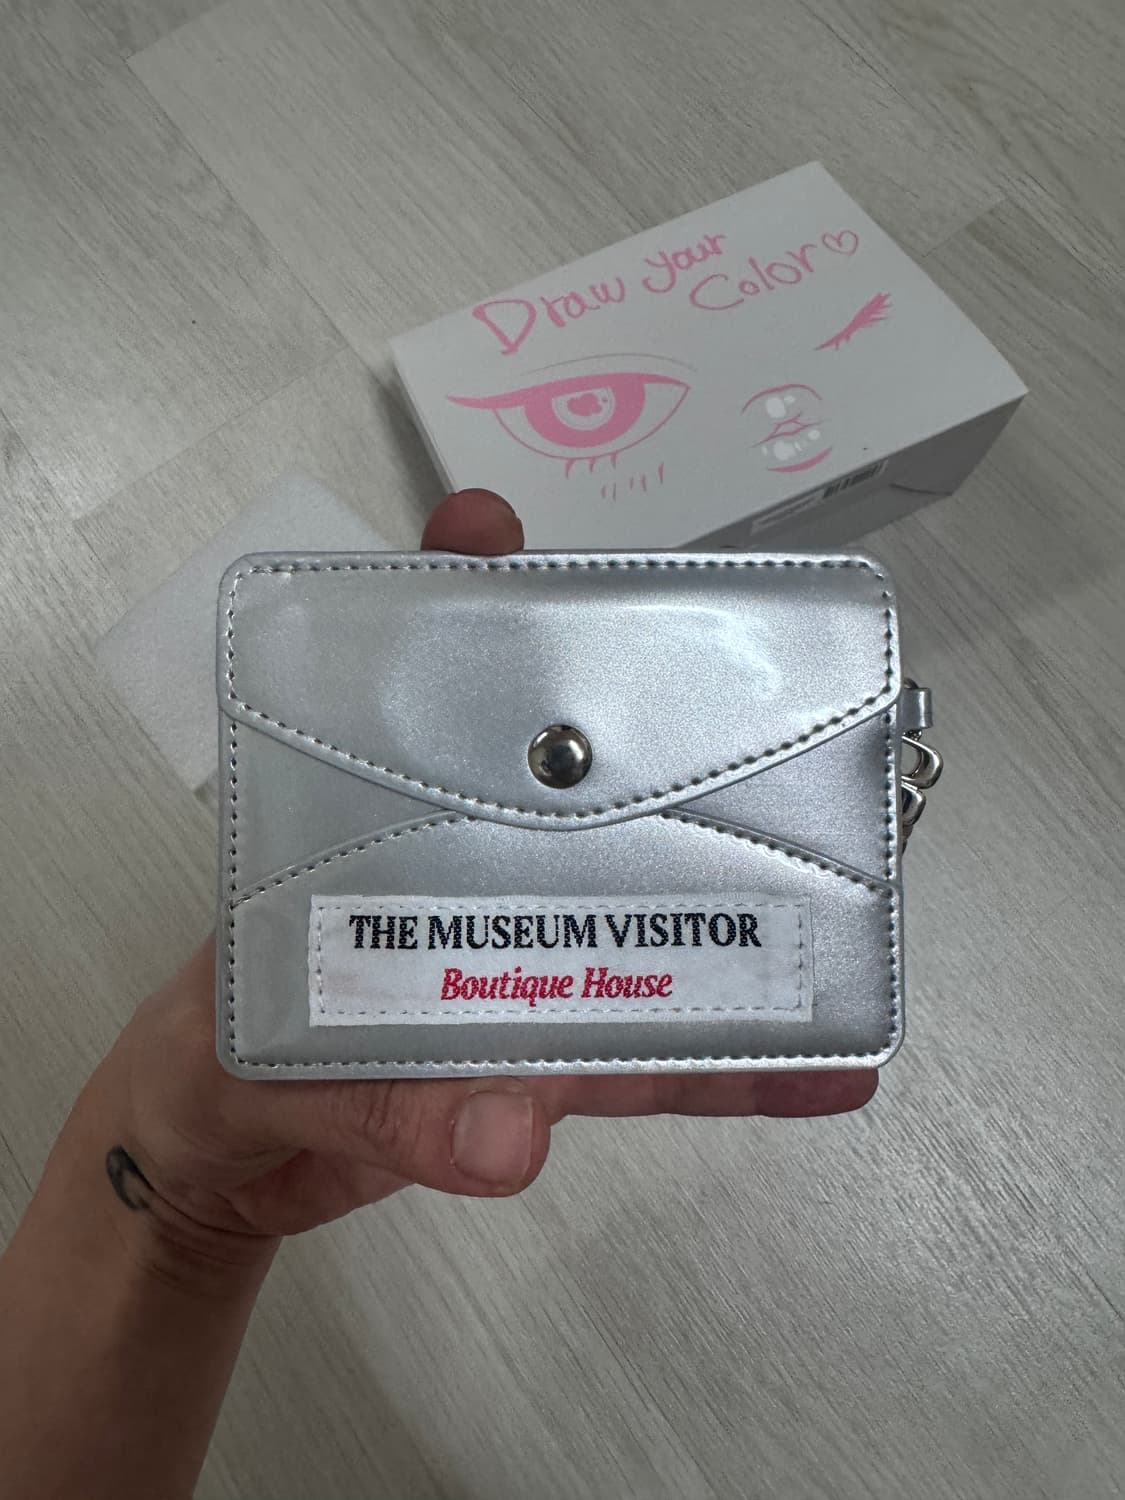 Draw your
Color♡
THE MUSEUM VISITOR
Boutique House